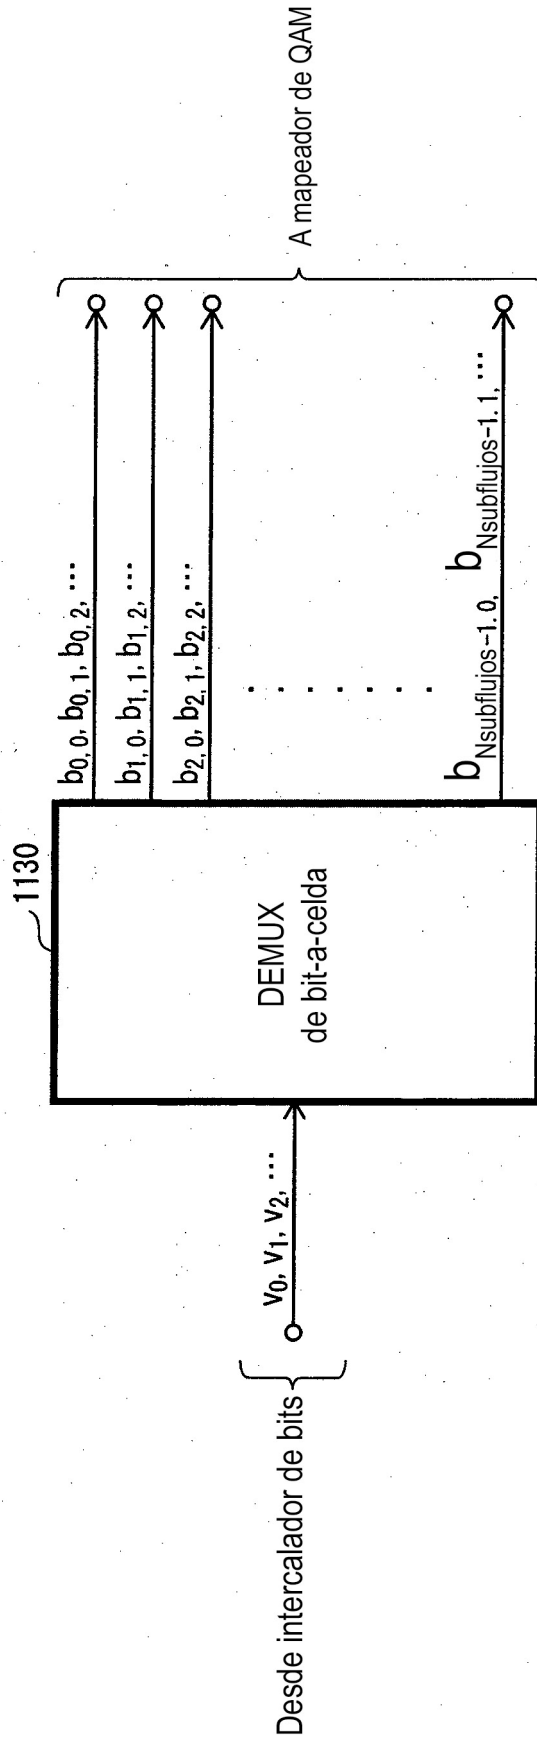 Desde intercalador de bits
v0, v1, v2, ...
1130
DEMUX
de bit-a-celda
b0, 0, b0, 1, b0, 2, ...
b1, 0, b1, 1, b1, 2, ...
b2, 0, b2, 1, b2, 2, ...
. . . . . . .
bNsubflujos-1. 0, bNsubflujos-1. 1, ...
A mapeador de QAM